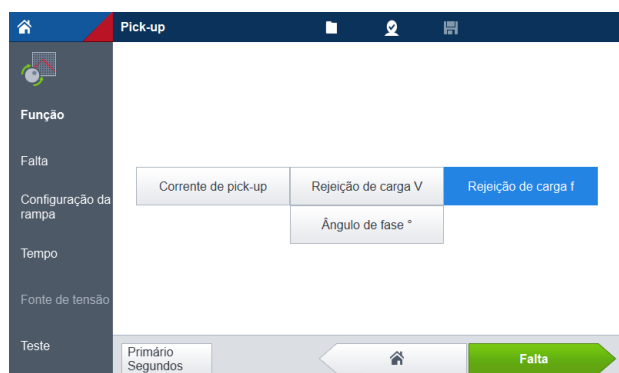 Pick-up
Função
Falta
Configuração da
rampa
Tempo
Fonte de tensão
Teste
Corrente de pick-up
Rejeição de carga V
Rejeição de carga f
Ângulo de fase °
Primário
Segundos
Falta